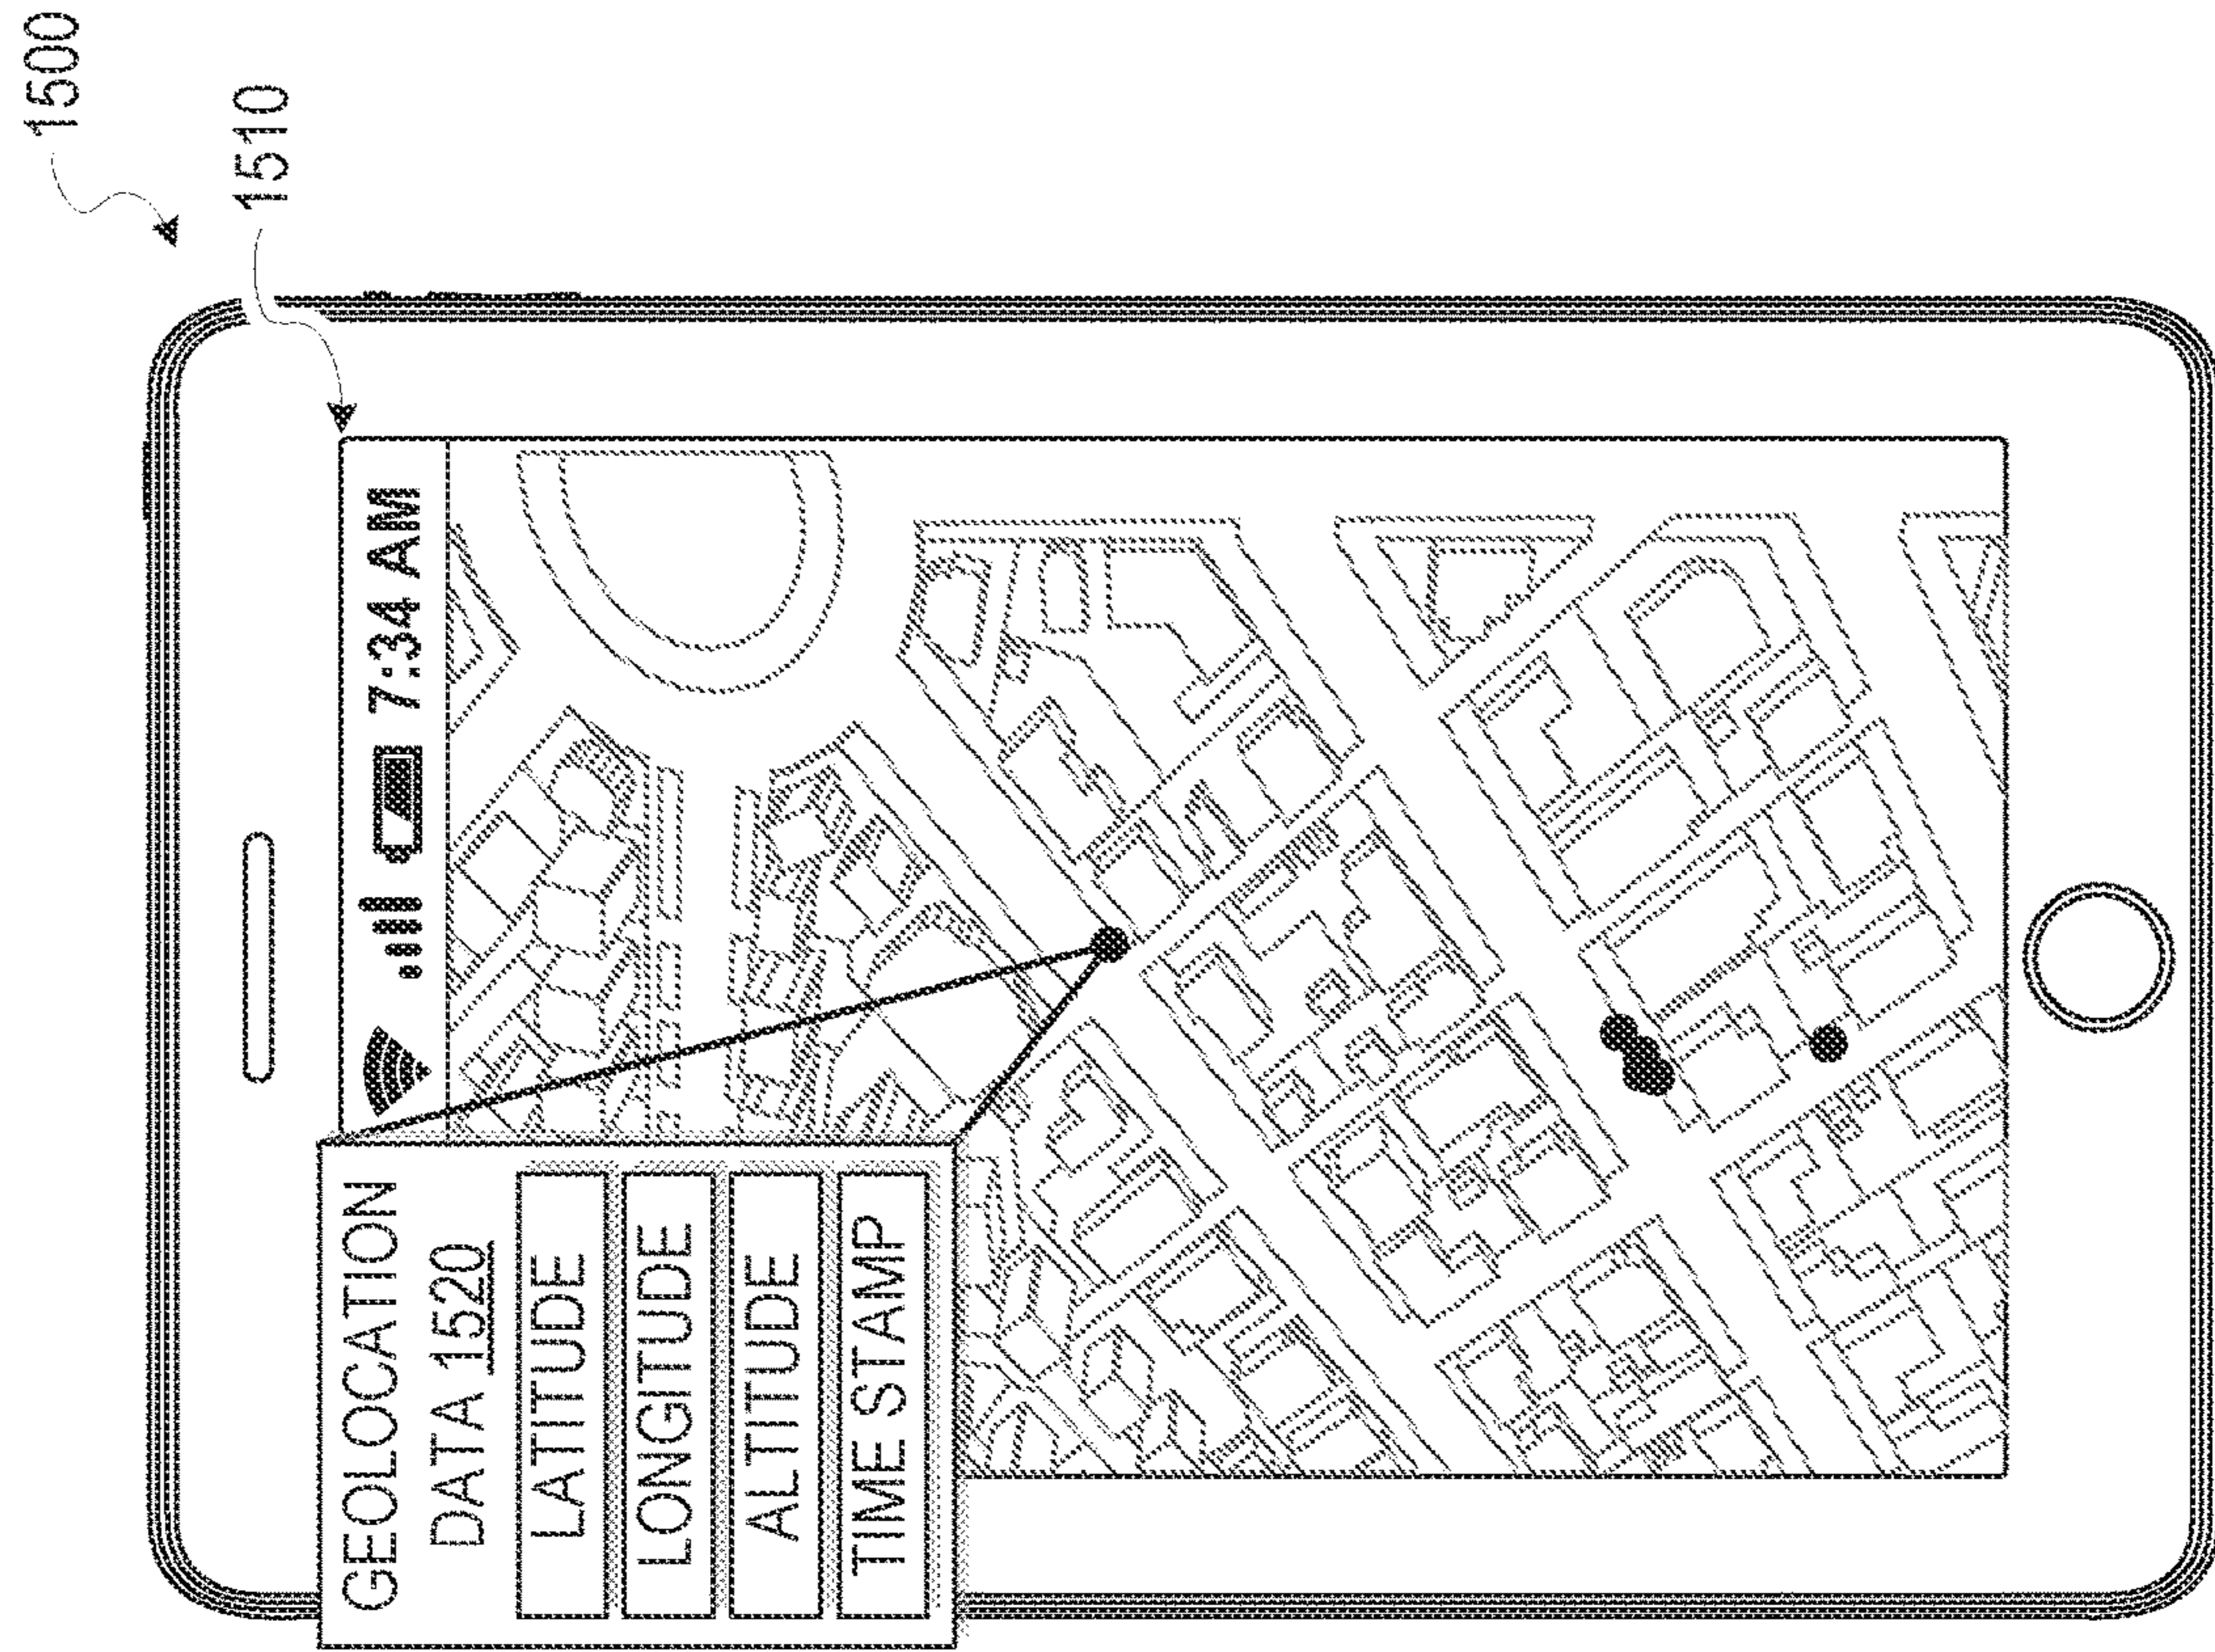 1500
1510
7:34 AM
GEOLOCATION
DATA 1520
LATITUDE
LONGITUDE
ALTITUDE
TIME STAMP